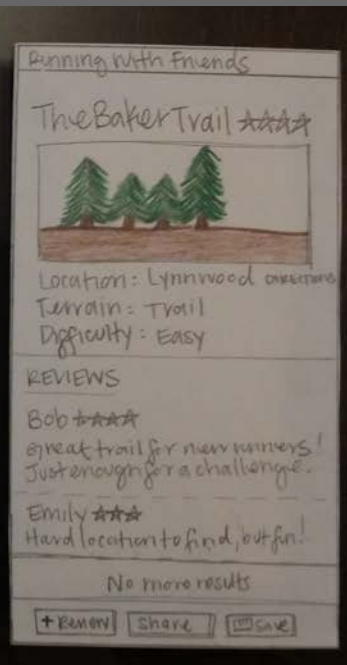 Running with Friends
The Baker Trail ☆☆☆☆
Location: Lynnwood DIRECTIONS
Terrain: Trail
Difficulty: Easy
REVIEWS
Bob ☆☆☆☆
Great trail for new runners!
Just enough for a challenge.
Emily ☆☆☆
Hard location to find, but fun!
No more results
+ Review Share Save